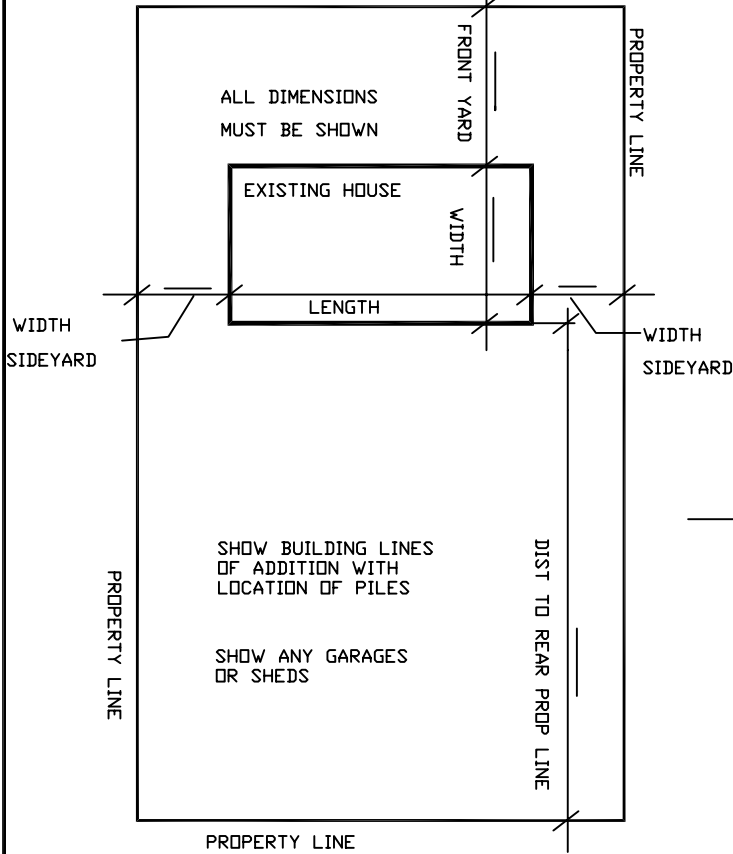 FRONT YARD
PROPERTY LINE
ALL DIMENSIONS
MUST BE SHOWN
EXISTING HOUSE
WIDTH
LENGTH
WIDTH
SIDEYARD
WIDTH
SIDEYARD
SHOW BUILDING LINES
OF ADDITION WITH
LOCATION OF PILES
DIST TO REAR PROP LINE
PROPERTY LINE
SHOW ANY GARAGES
OR SHEDS
PROPERTY LINE